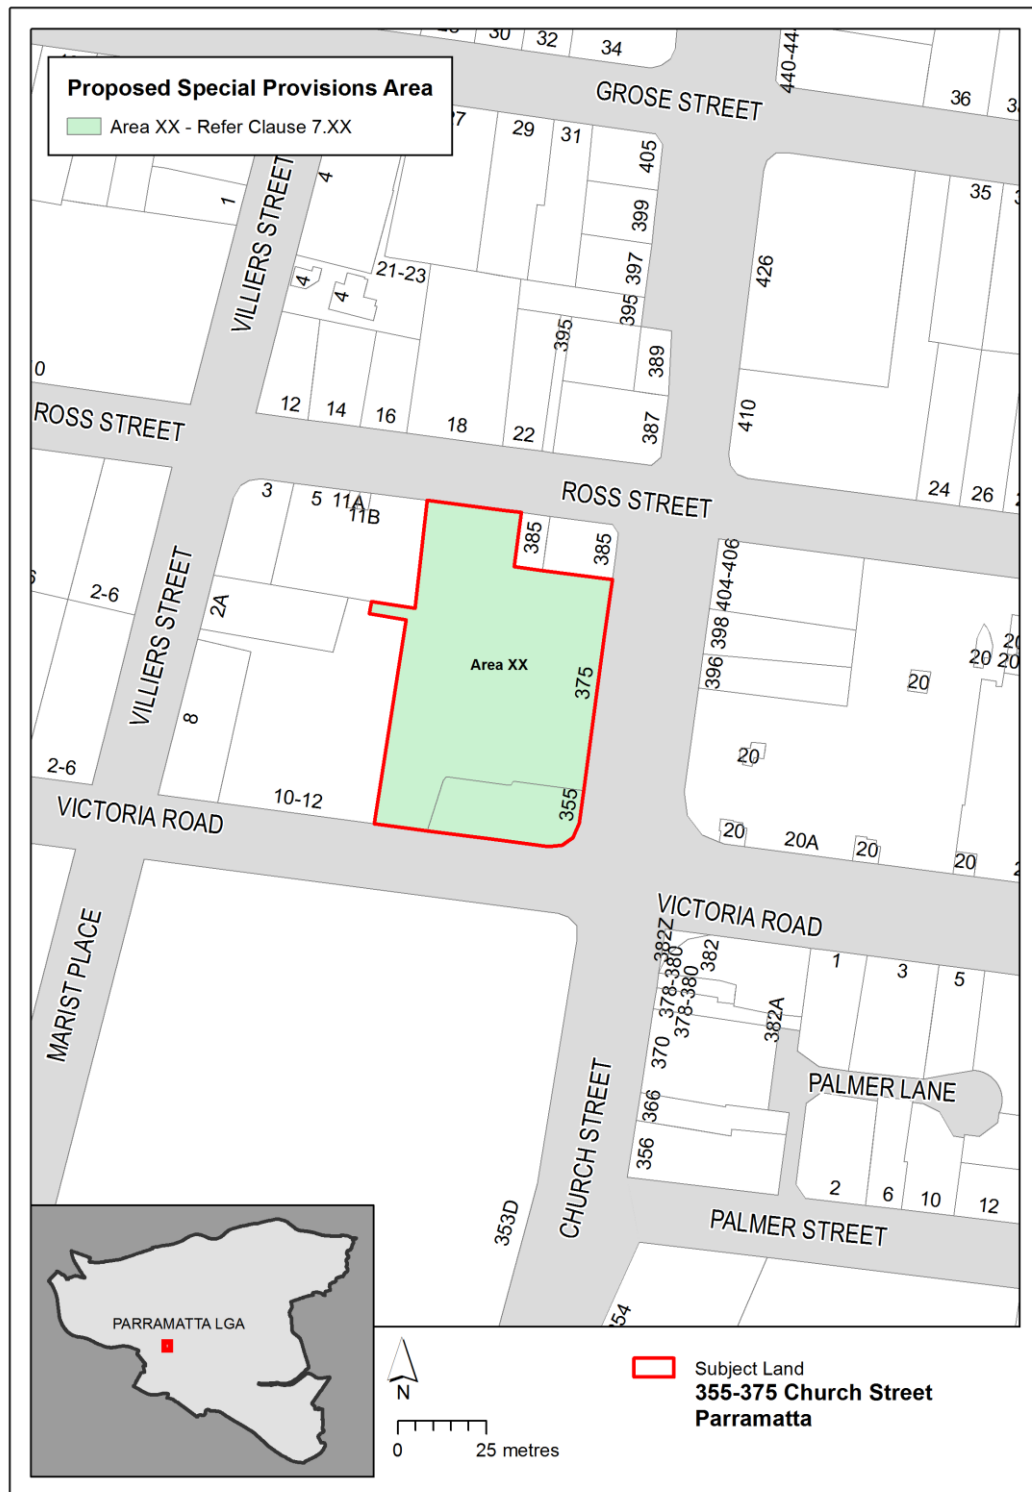 30
32
34
440-44
36
GROSE STREET
Proposed Special Provisions Area
Area XX - Refer Clause 7.XX
29
31
405
35
1
4
VILLIERS STREET
399
397
426
21-23
4
4
395
395
389
0
12
14
16
18
22
387
410
ROSS STREET
24
26
3
5
11A
11B
ROSS STREET
385
385
404-406
2-6
2A
398
396
20
20
20
20
Area XX
375
VILLIERS STREET
8
20
2-6
10-12
355
VICTORIA ROAD
20
20A
20
20
MARIST PLACE
VICTORIA ROAD
382Z
382
378-380
378-380
382A
1
3
5
370
PALMER LANE
366
356
CHURCH STREET
353D
2
6
10
12
PALMER STREET
PARRAMATTA LGA
N
0
25 metres
Subject Land
355-375 Church Street
Parramatta